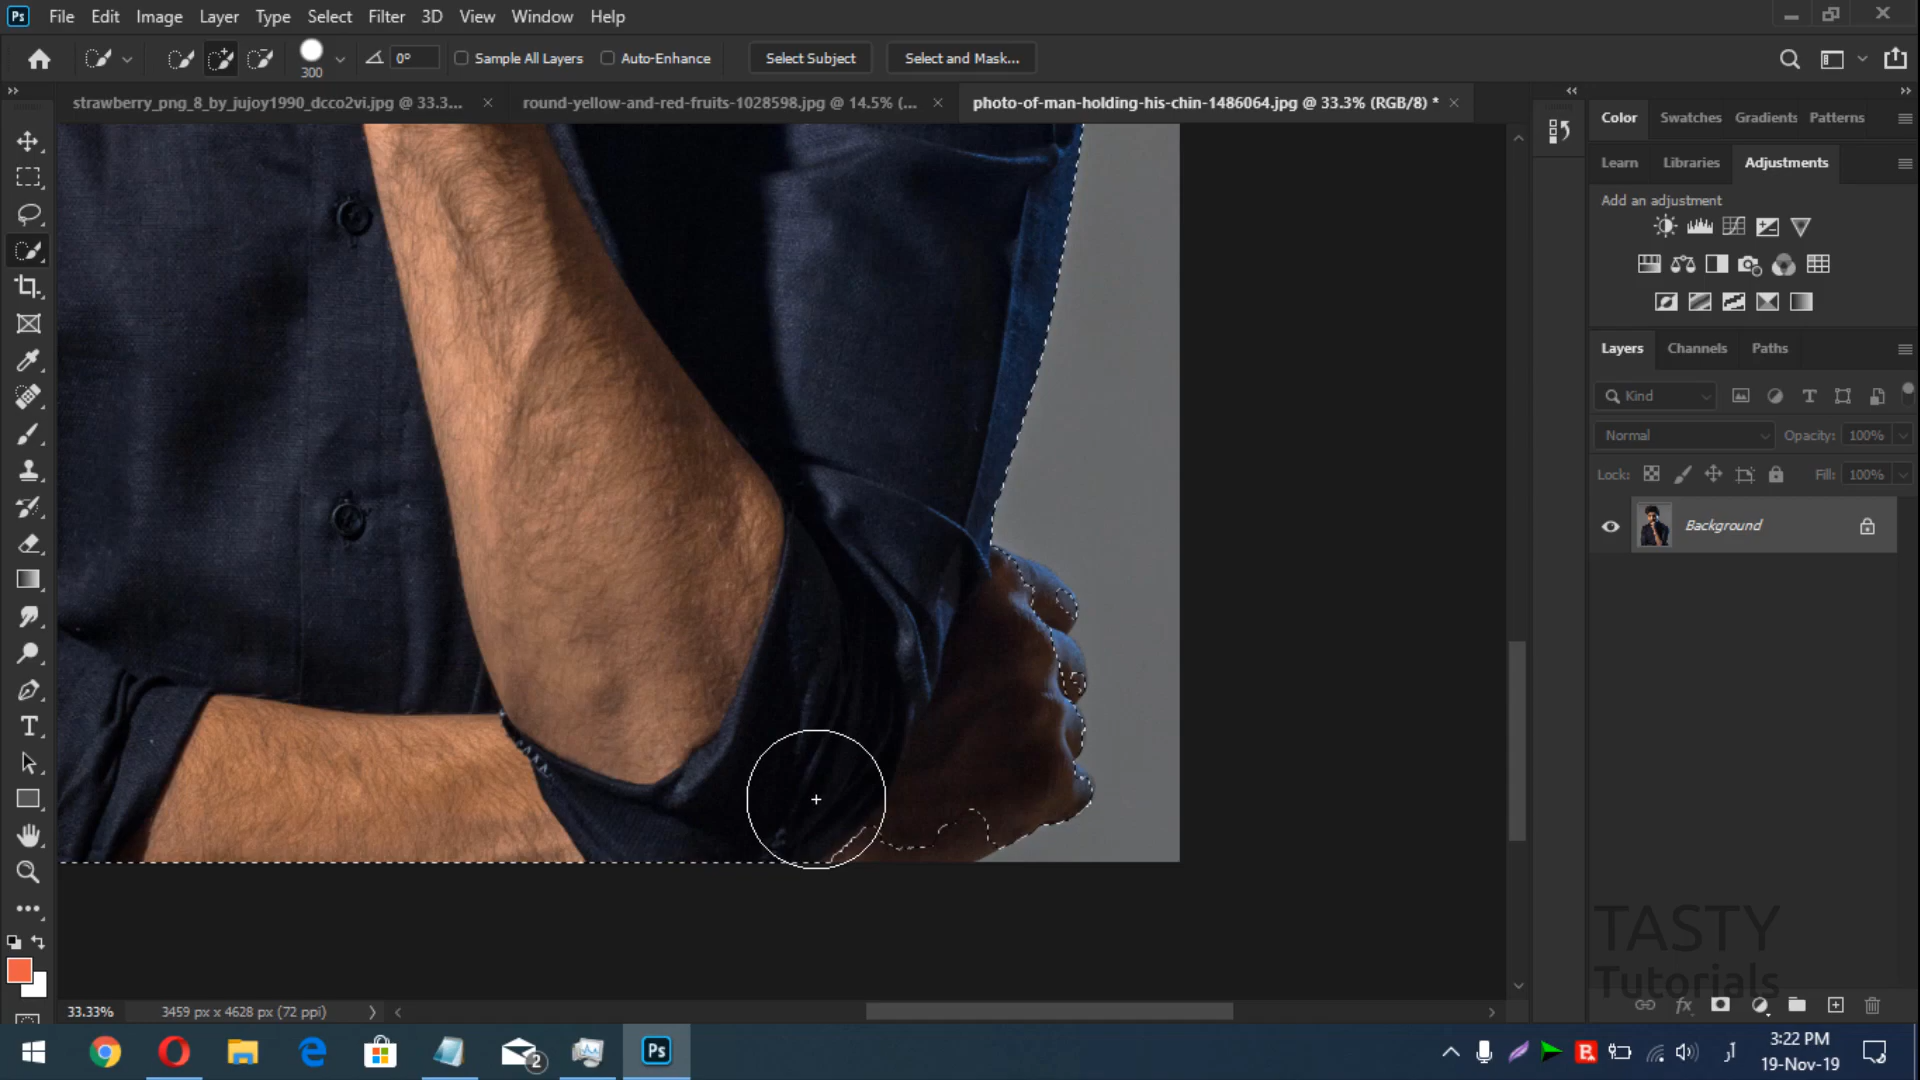 Ps File Edit Image Layer Type Select Filter 3D View Window Help
300 0° Sample All Layers Auto-Enhance Select Subject Select and Mask...
strawberry_png_8_by_jujoy1990_dcco2vi.jpg @ 33.3... round-yellow-and-red-fruits-1028598.jpg @ 14.5% (... photo-of-man-holding-his-chin-1486064.jpg @ 33.3% (RGB/8) *
Color Swatches Gradients Patterns
Learn Libraries Adjustments
Add an adjustment
Layers Channels Paths
Kind
Normal Opacity: 100%
Lock: Fill: 100%
Background
TASTY
Tutorials
33.33% 3459 px x 4628 px (72 ppi)
2 Ps
3:22 PM
19-Nov-19